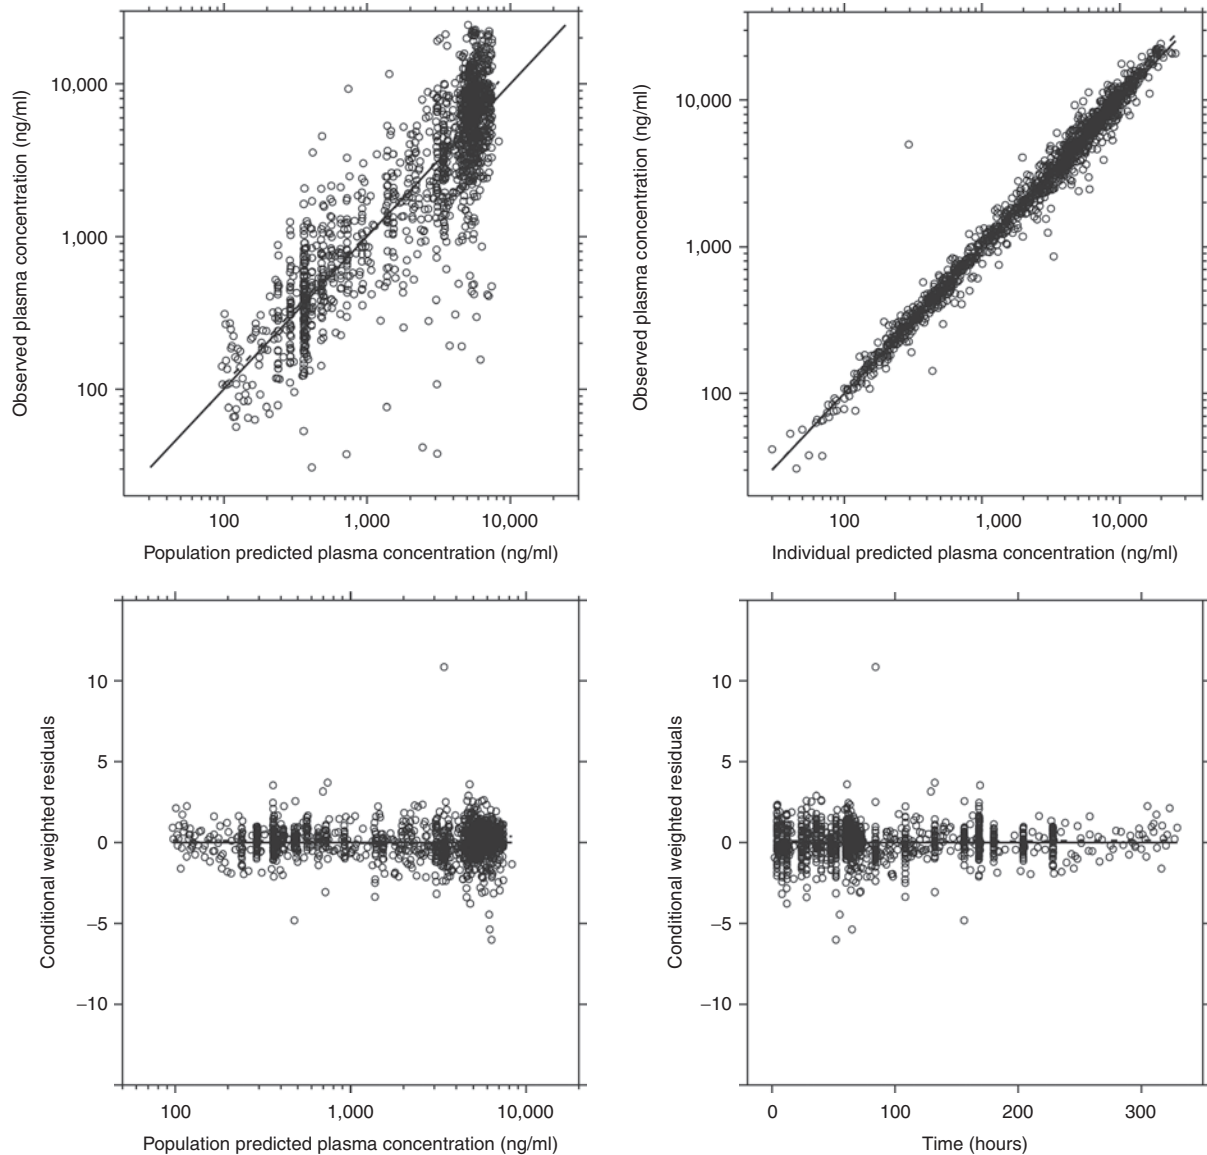 Observed plasma concentration (ng/ml)
10,000
1,000
100
100 1,000 10,000
Population predicted plasma concentration (ng/ml)
Observed plasma concentration (ng/ml)
10,000
1,000
100
100 1,000 10,000
Individual predicted plasma concentration (ng/ml)
Conditional weighted residuals
10
5
0
−5
−10
100 1,000 10,000
Population predicted plasma concentration (ng/ml)
Conditional weighted residuals
10
5
0
−5
−10
0 100 200 300
Time (hours)